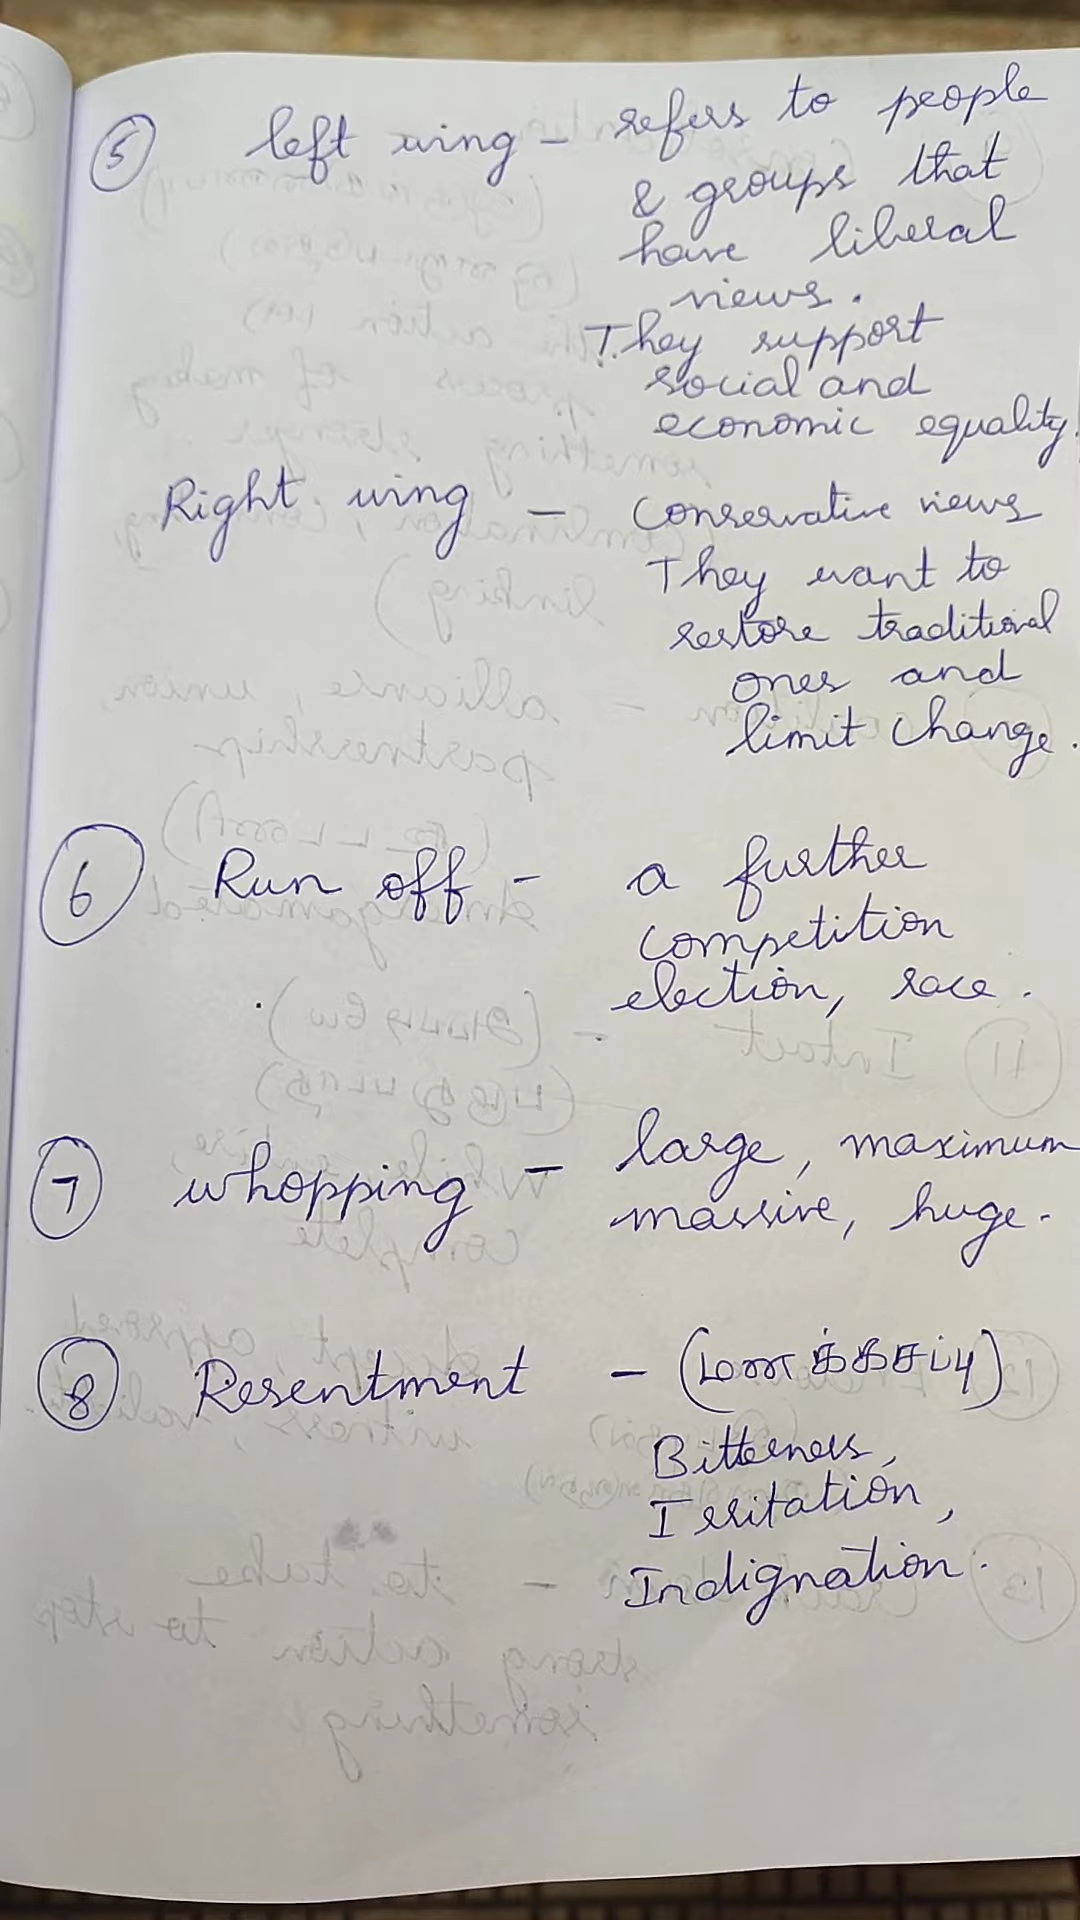 5 left wing - refers to people
& groups that
have liberal
views.
They support
social and
economic equality.
Right wing - Conservative views
They want to
restore traditional
ones and
limit change.
6 Run off - a further
competition
election, race.
7 whopping - large, maximum
massive, huge.
8 Resentment - (மனக்கசப்பு)
Bitterness,
Irritation,
Indignation.